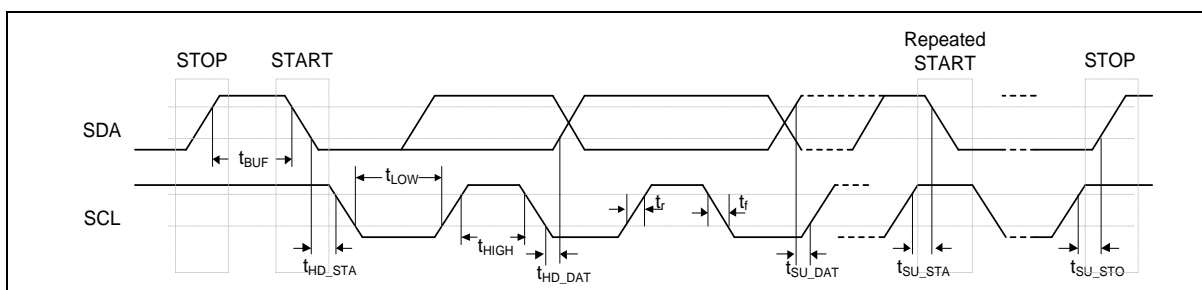 STOP
START
Repeated
START
STOP
SDA
tBUF
tLOW
SCL
tr
tf
tHIGH
tHD_STA
tHD_DAT
tSU_DAT
tSU_STA
tSU_STO